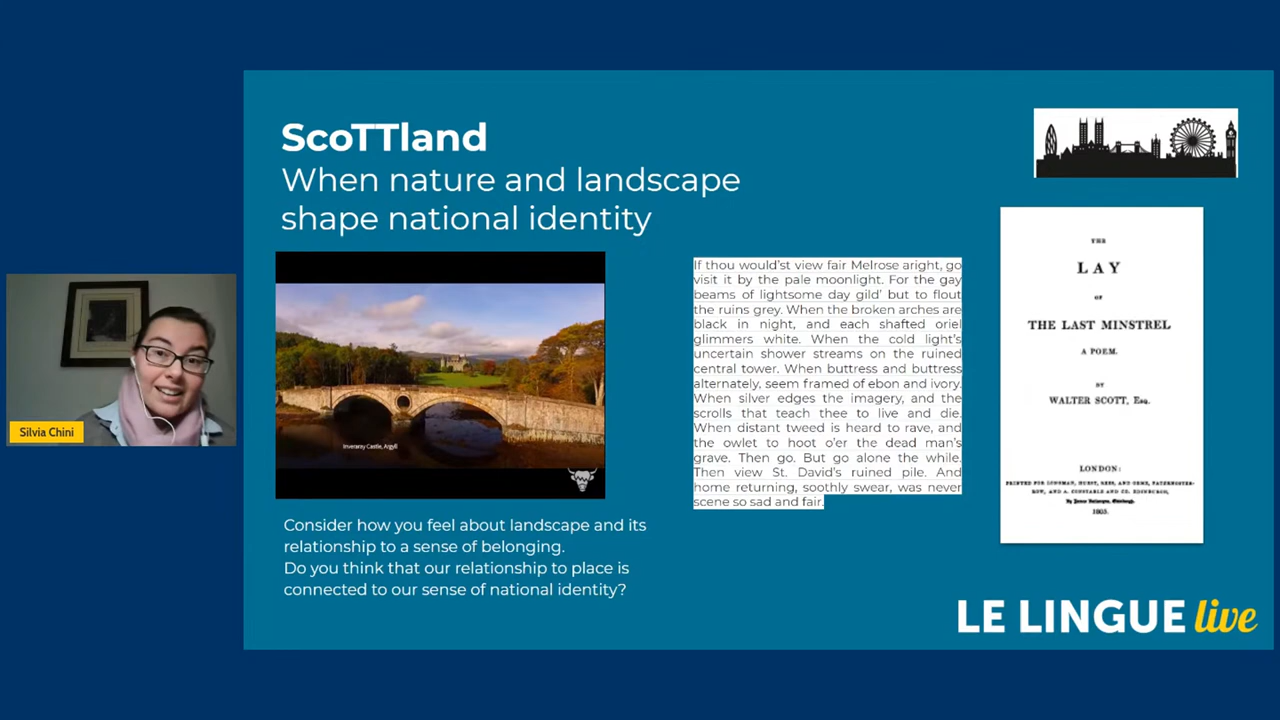 ScoTTland
When nature and landscape
shape national identity
Silvia Chini
Inveraray Castle, Argyll
Consider how you feel about landscape and its
relationship to a sense of belonging.
Do you think that our relationship to place is
connected to our sense of national identity?
If thou would'st view fair Melrose aright, go
visit it by the pale moonlight. For the gay
beams of lightsome day gild' but to flout
the ruins grey. When the broken arches are
black in night, and each shafted oriel
glimmers white. When the cold light's
uncertain shower streams on the ruined
central tower. When buttress and buttress
alternately, seem framed of ebon and ivory.
When silver edges the imagery, and the
scrolls that teach thee to live and die.
When distant tweed is heard to rave, and
the owlet to hoot o'er the dead man's
grave. Then go. But go alone the while.
Then view St. David's ruined pile. And
home returning, soothly swear, was never
scene so sad and fair.
THE
LAY
OF
THE LAST MINSTREL
A POEM.
BY
WALTER SCOTT, Esq.
LONDON:
PRINTED FOR LONGMAN, HURST, REES, AND ORME, PATERNOSTER-
ROW, AND A. CONSTABLE AND CO. EDINBURGH,
By James Ballantyne, Edinburgh.
1805.
LE LINGUE live